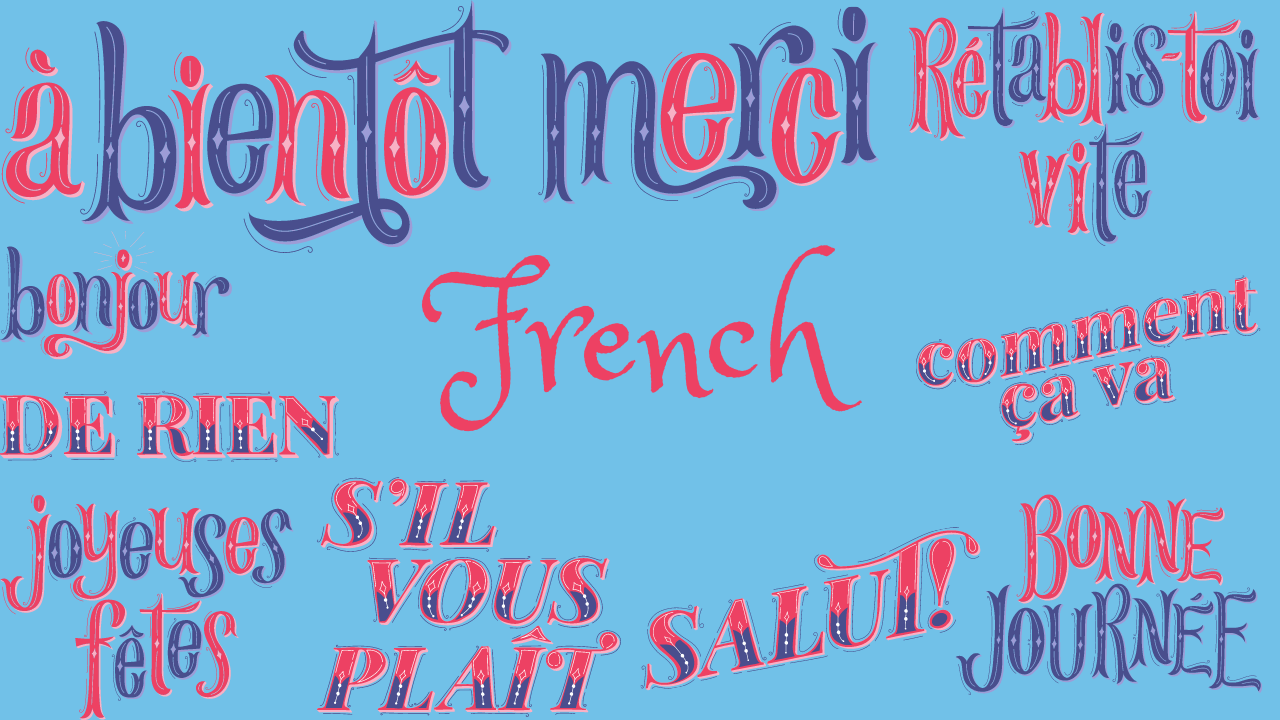 à bientôt
merci
Rétablis-toi
vite
bonjour
French
comment
ça va
DE RIEN
joyeuses
fêtes
S'IL
VOUS
PLAÎT
SALUT!
BONNE
JOURNÉE